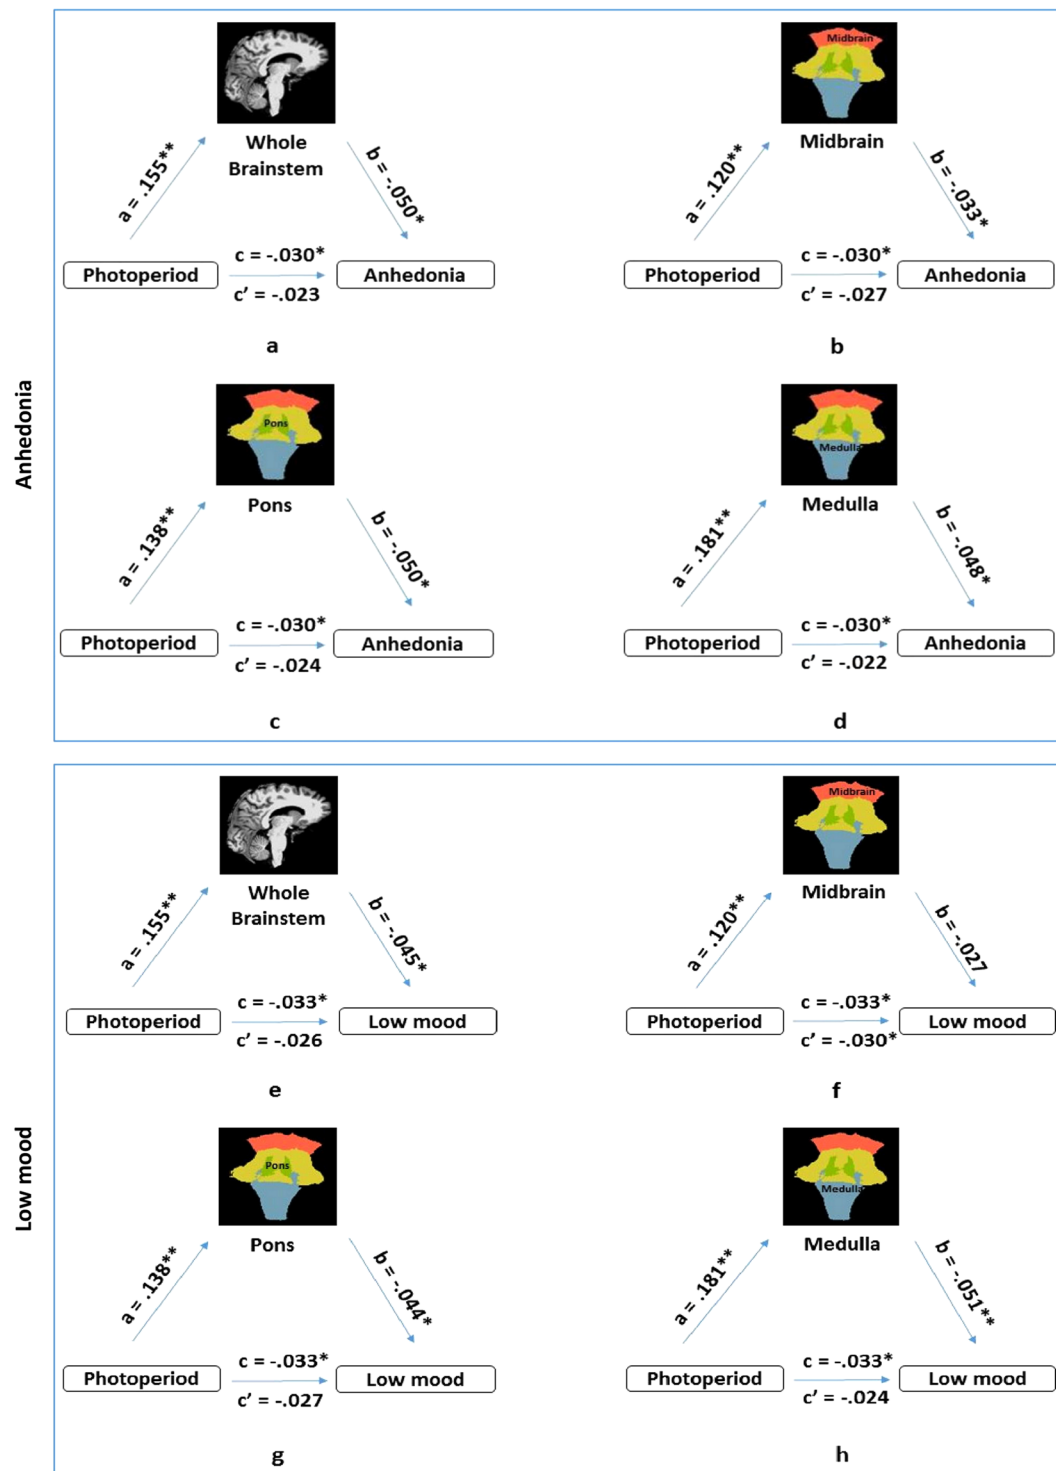 Anhedonia
Whole
Brainstem
a = .155**
b = -.050*
Photoperiod
c = -.030*
c’ = -.023
Anhedonia
a
Midbrain
Midbrain
a = .120**
b = -.033*
Photoperiod
c = -.030*
c’ = -.027
Anhedonia
b
Pons
Pons
a = .138**
b = -.050*
Photoperiod
c = -.030*
c’ = -.024
Anhedonia
c
Medulla
Medulla
a = .181**
b = -.048*
Photoperiod
c = -.030*
c’ = -.022
Anhedonia
d
Low mood
Whole
Brainstem
a = .155**
b = -.045*
Photoperiod
c = -.033*
c’ = -.026
Low mood
e
Midbrain
Midbrain
a = .120**
b = -.027
Photoperiod
c = -.033*
c’ = -.030*
Low mood
f
Pons
Pons
a = .138**
b = -.044*
Photoperiod
c = -.033*
c’ = -.027
Low mood
g
Medulla
Medulla
a = .181**
b = -.051**
Photoperiod
c = -.033*
c’ = -.024
Low mood
h